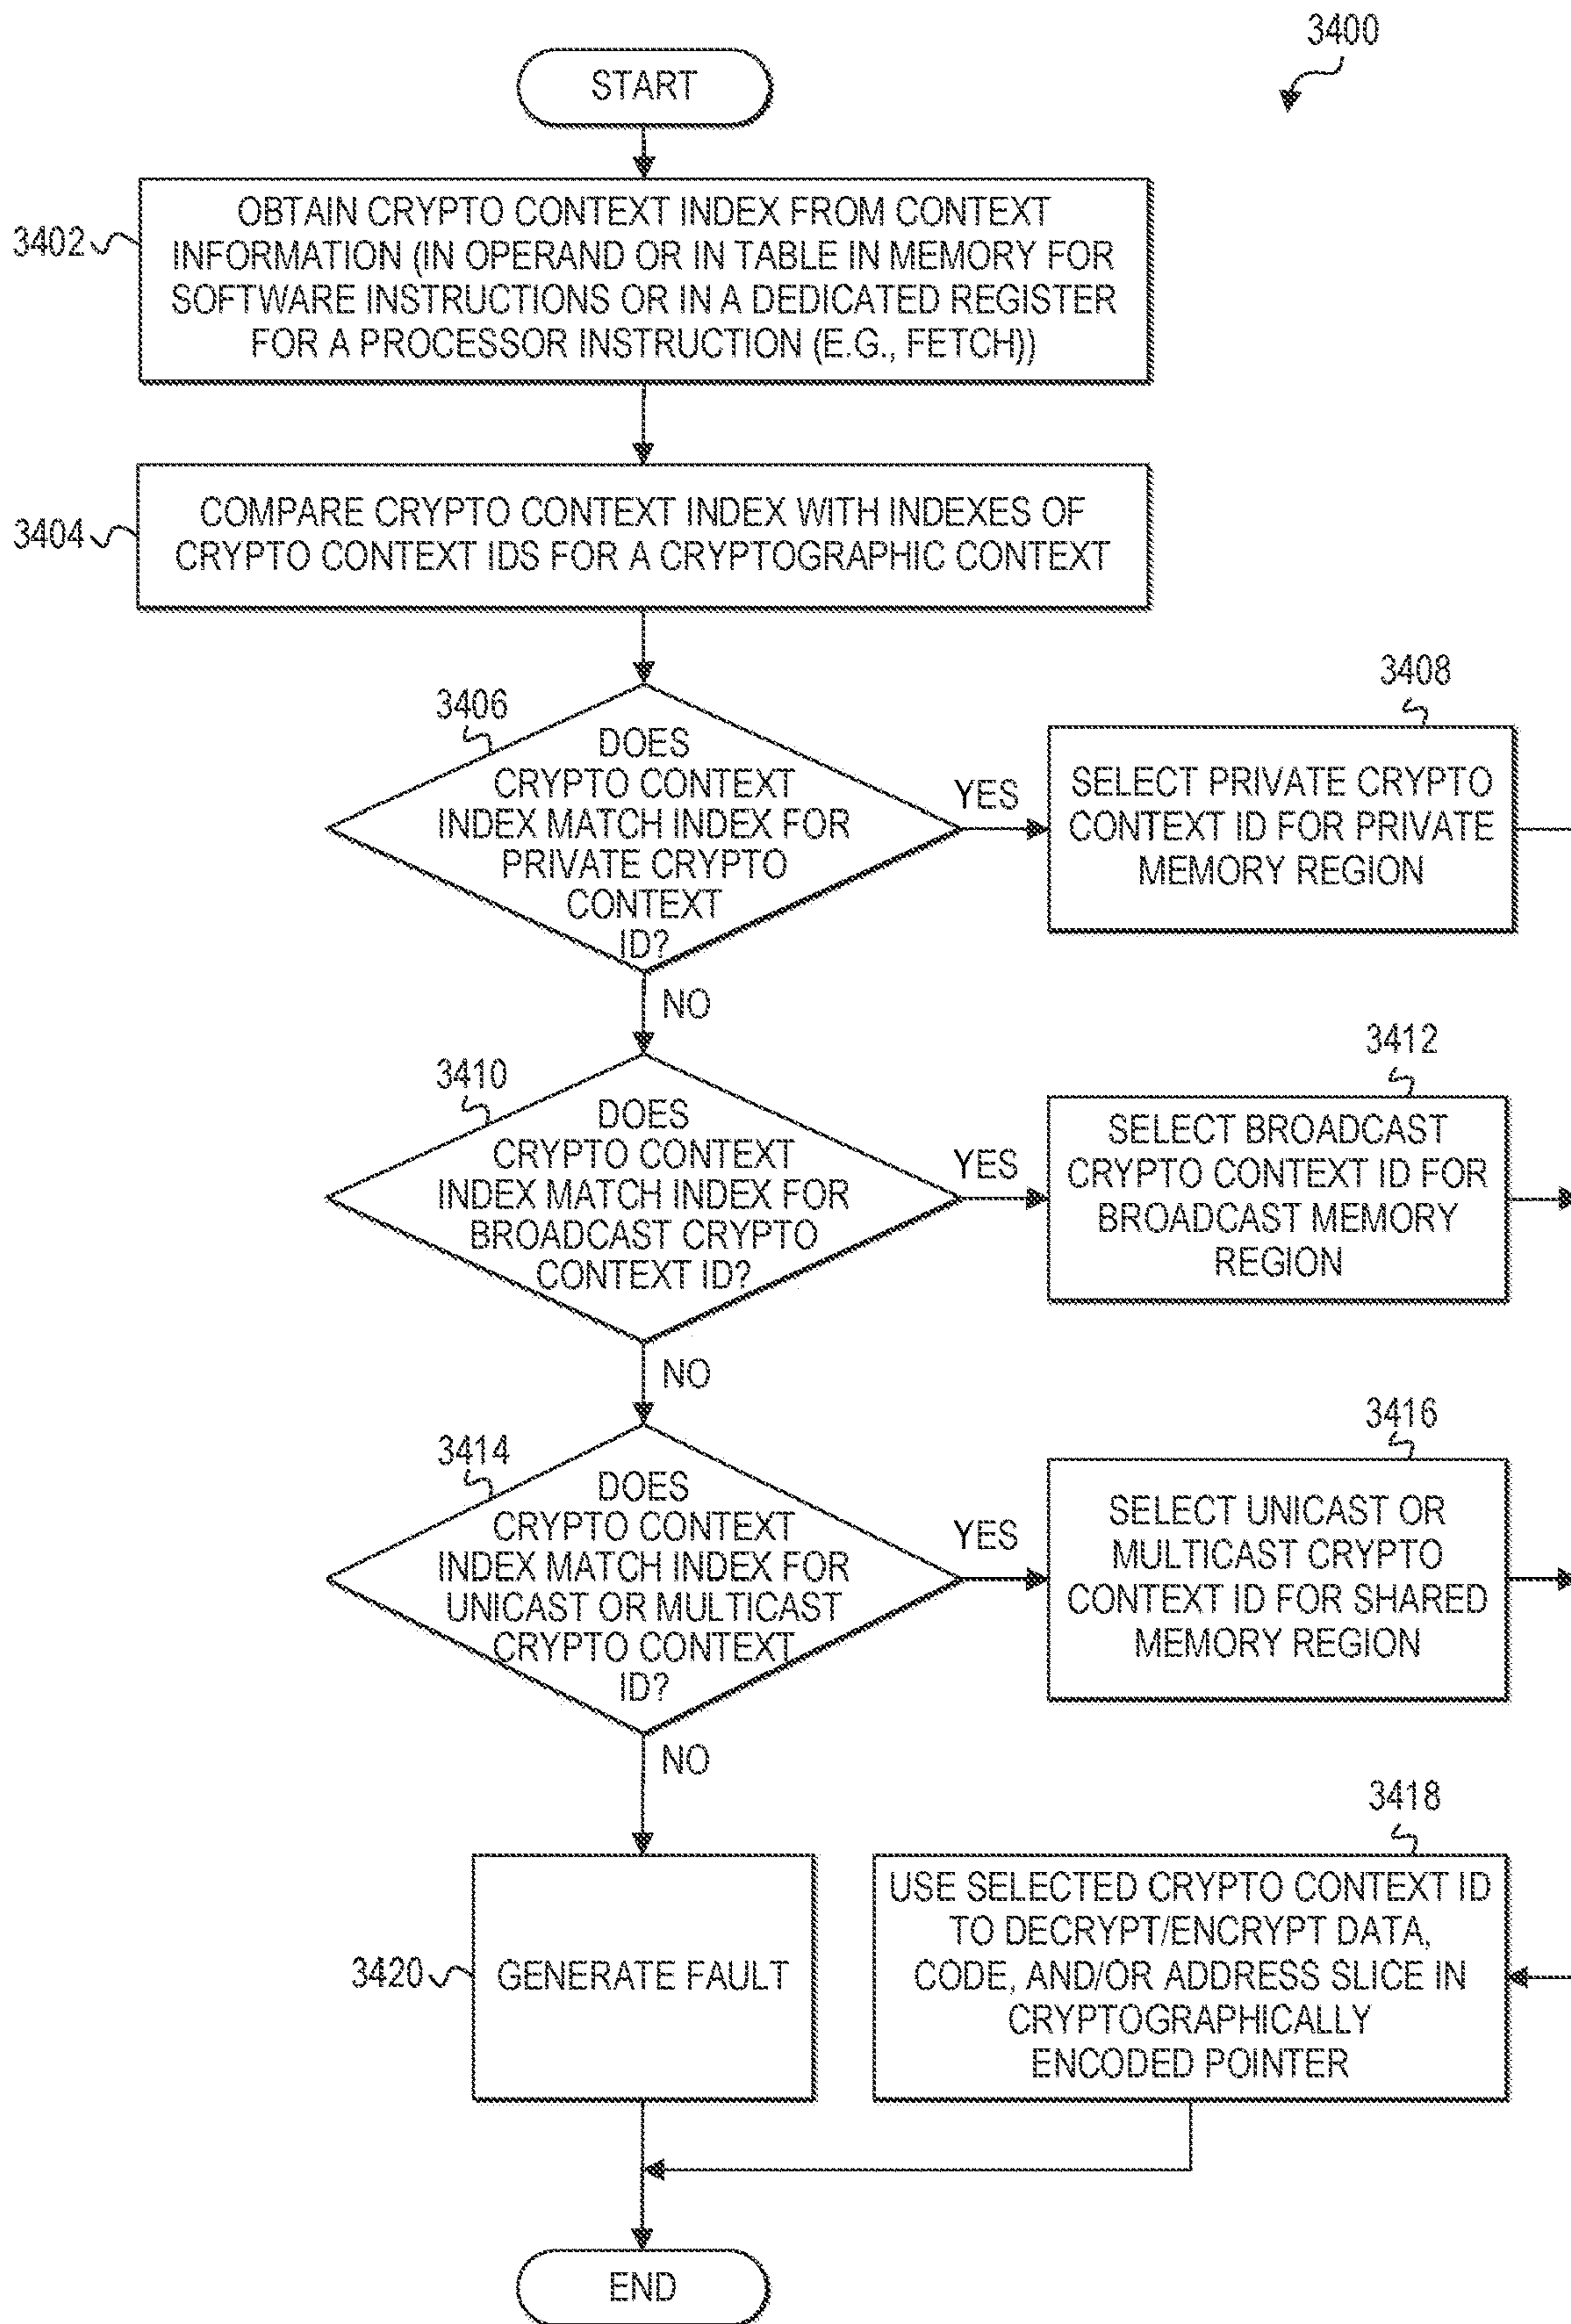 3400
START
3402
OBTAIN CRYPTO CONTEXT INDEX FROM CONTEXT
INFORMATION (IN OPERAND OR IN TABLE IN MEMORY FOR
SOFTWARE INSTRUCTIONS OR IN A DEDICATED REGISTER
FOR A PROCESSOR INSTRUCTION (E.G., FETCH))
3404
COMPARE CRYPTO CONTEXT INDEX WITH INDEXES OF
CRYPTO CONTEXT IDS FOR A CRYPTOGRAPHIC CONTEXT
3406
DOES
CRYPTO CONTEXT
INDEX MATCH INDEX FOR
PRIVATE CRYPTO
CONTEXT
ID?
YES
3408
SELECT PRIVATE CRYPTO
CONTEXT ID FOR PRIVATE
MEMORY REGION
NO
3410
DOES
CRYPTO CONTEXT
INDEX MATCH INDEX FOR
BROADCAST CRYPTO
CONTEXT ID?
YES
3412
SELECT BROADCAST
CRYPTO CONTEXT ID FOR
BROADCAST MEMORY
REGION
NO
3414
DOES
CRYPTO CONTEXT
INDEX MATCH INDEX FOR
UNICAST OR MULTICAST
CRYPTO CONTEXT
ID?
YES
3416
SELECT UNICAST OR
MULTICAST CRYPTO
CONTEXT ID FOR SHARED
MEMORY REGION
NO
3420
GENERATE FAULT
3418
USE SELECTED CRYPTO CONTEXT ID
TO DECRYPT/ENCRYPT DATA,
CODE, AND/OR ADDRESS SLICE IN
CRYPTOGRAPHICALLY
ENCODED POINTER
END